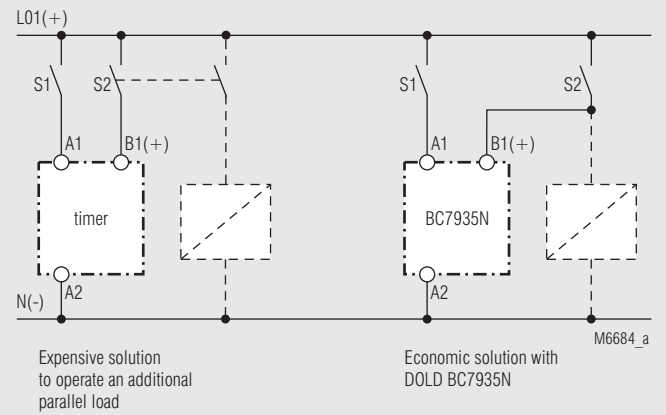 L01(+)
S1
S2
S1
S2
A1
B1(+)
A1
B1(+)
timer
BC7935N
A2
A2
N(-)
M6684_a
Expensive solution
to operate an additional
parallel load
Economic solution with
DOLD BC7935N